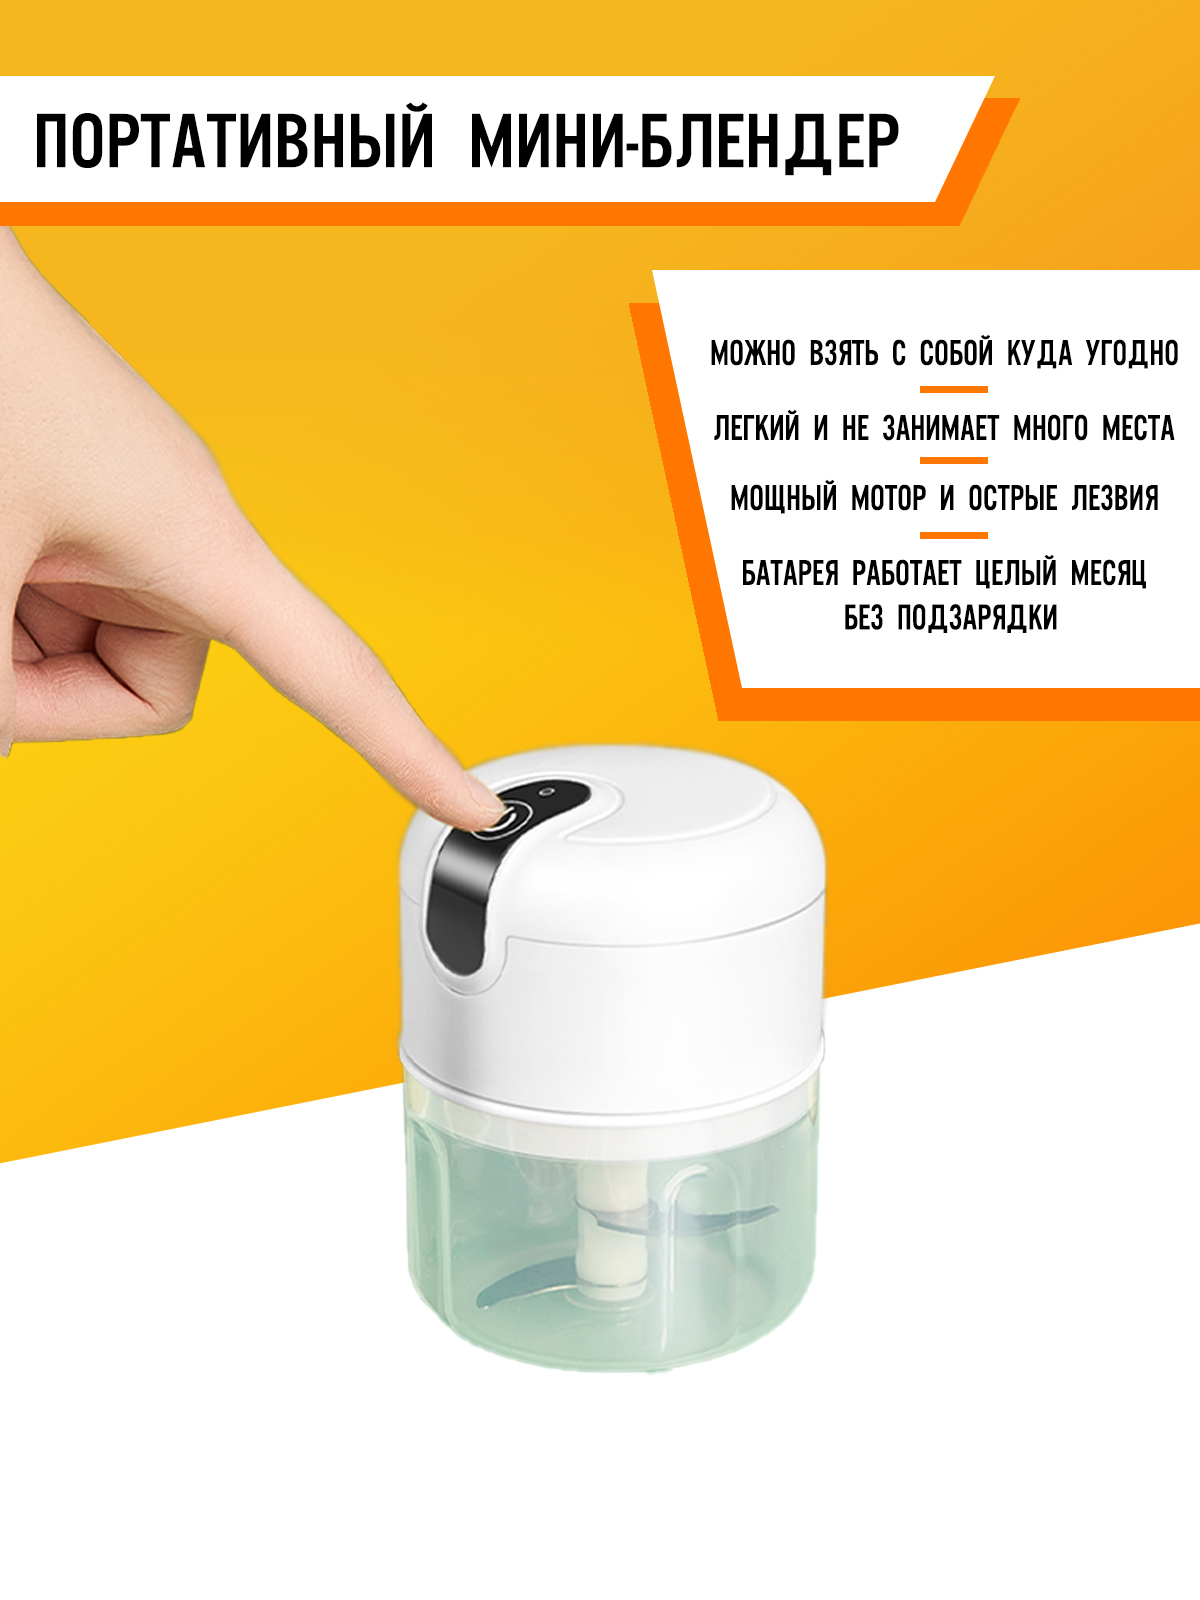 ПОРТАТИВНЫЙ МИНИ-БЛЕНДЕР
МОЖНО ВЗЯТЬ С СОБОЙ КУДА УГОДНО
ЛЕГКИЙ И НЕ ЗАНИМАЕТ МНОГО МЕСТА
МОЩНЫЙ МОТОР И ОСТРЫЕ ЛЕЗВИЯ
БАТАРЕЯ РАБОТАЕТ ЦЕЛЫЙ МЕСЯЦ
БЕЗ ПОДЗАРЯДКИ